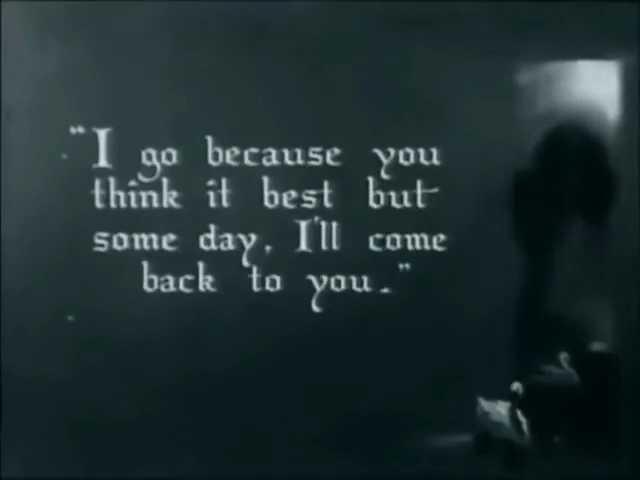 "I go because you
think it best but
some day, I'll come
back to you."